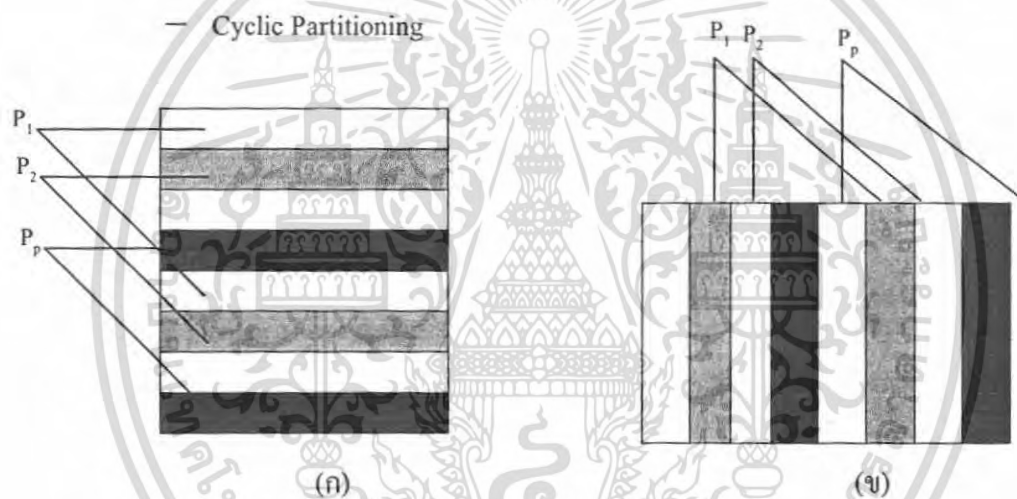 – Cyclic Partitioning
P1
P2
Pp
(ก)
P1 P2 Pp
(ข)